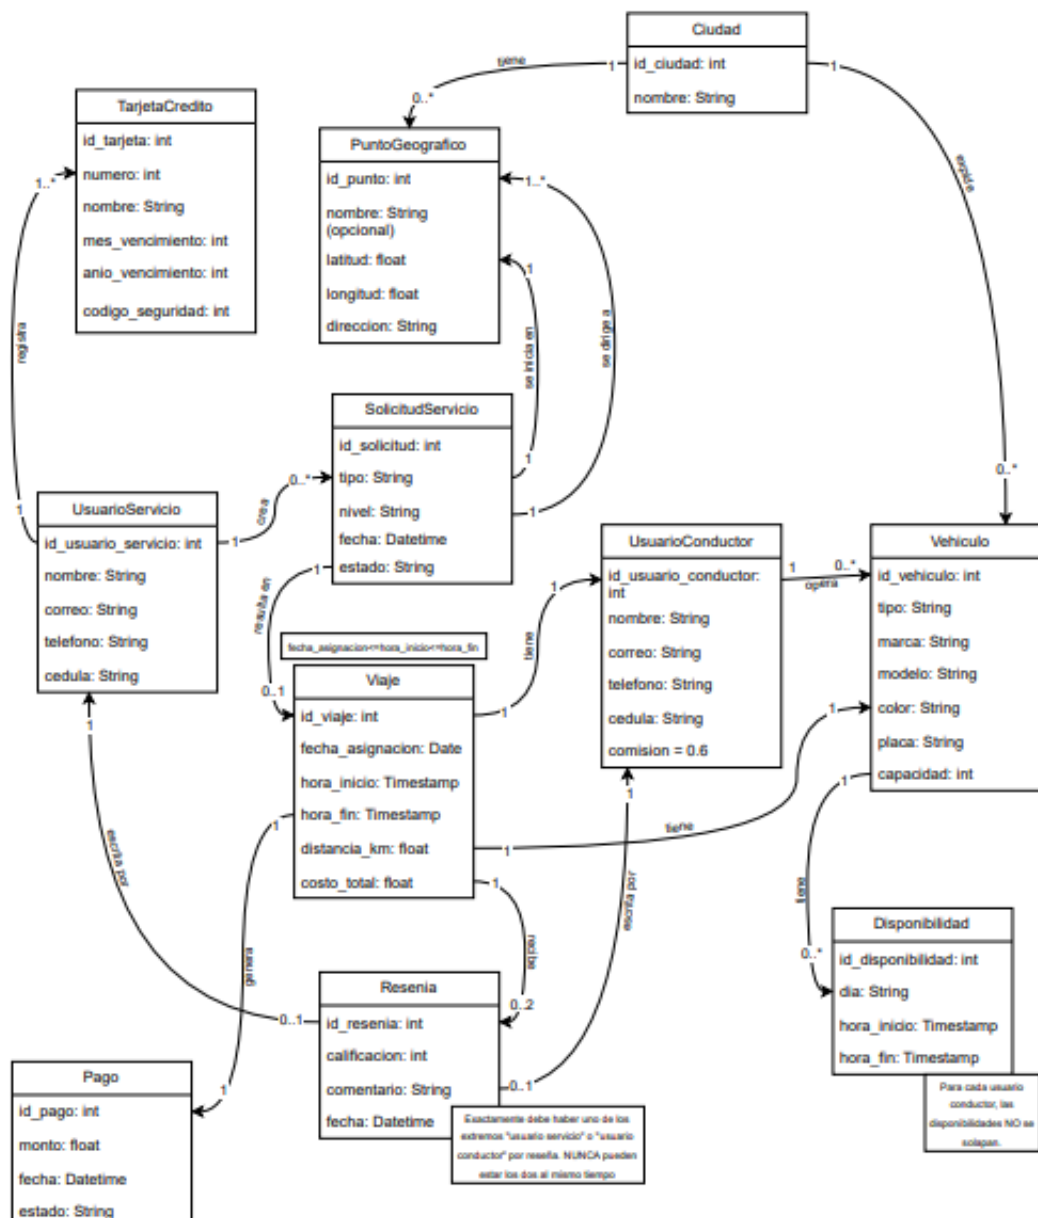 Ciudad
id_ciudad: int
nombre: String
tiene
1
0..*
1
expide
0..*
TarjetaCredito
id_tarjeta: int
numero: int
nombre: String
mes_vencimiento: int
anio_vencimiento: int
codigo_seguridad: int
1..*
registra
1
PuntoGeografico
id_punto: int
nombre: String
(opcional)
latitud: float
longitud: float
direccion: String
1..*
1
se inicia en
se dirige a
1
1
SolicitudServicio
id_solicitud: int
tipo: String
nivel: String
fecha: Datetime
estado: String
0..*
crea
1
1
resulta en
0..1
UsuarioServicio
id_usuario_servicio: int
nombre: String
correo: String
telefono: String
cedula: String
1
UsuarioConductor
id_usuario_conductor:
int
nombre: String
correo: String
telefono: String
cedula: String
comision = 0.6
1
1
opera
0..*
1
Vehiculo
id_vehiculo: int
tipo: String
marca: String
modelo: String
color: String
placa: String
capacidad: int
1
1
fecha_asignacion<=hora_inicio<=hora_fin
Viaje
id_viaje: int
fecha_asignacion: Date
hora_inicio: Timestamp
hora_fin: Timestamp
distancia_km: float
costo_total: float
1
tiene
1
tiene
1
1
recibe
0..2
genera
1
escrita por
escrita por
tiene
0..*
Disponibilidad
id_disponibilidad: int
dia: String
hora_inicio: Timestamp
hora_fin: Timestamp
Para cada usuario
conductor, las
disponibilidades NO se
solapan.
Resenia
id_resenia: int
calificacion: int
comentario: String
fecha: Datetime
0..1
0..1
Exactamente debe haber uno de los
extremos "usuario servicio" o "usuario
conductor" por reseña. NUNCA pueden
estar los dos al mismo tiempo
Pago
id_pago: int
monto: float
fecha: Datetime
estado: String